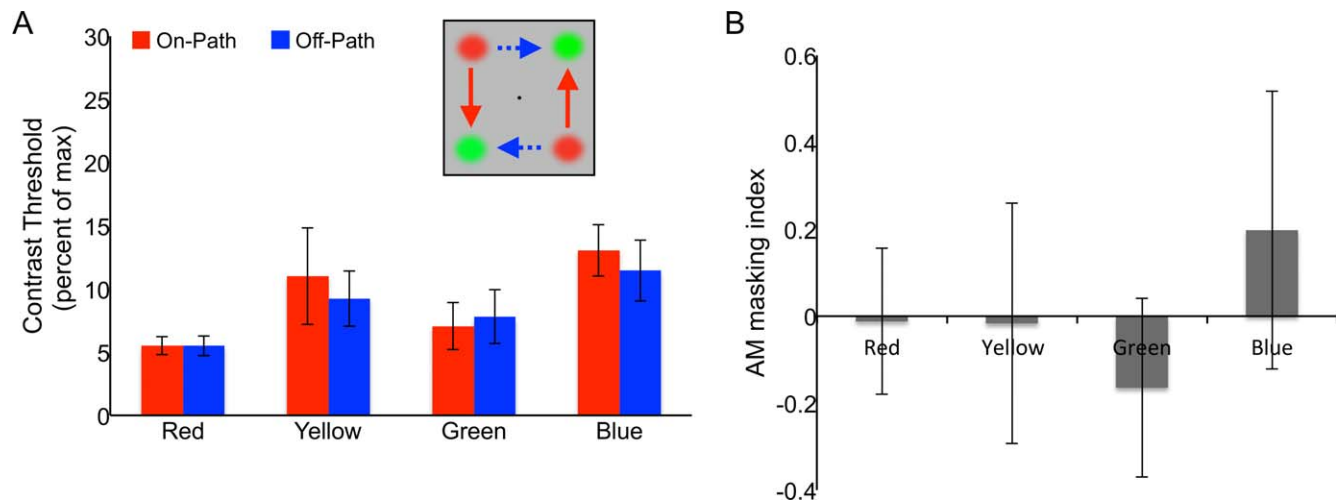 A
On-Path Off-Path
Contrast Threshold
(percent of max)
30
25
20
15
10
5
0
Red Yellow Green Blue
B
AM masking index
0.6
0.4
0.2
0
-0.2
-0.4
Red Yellow Green Blue